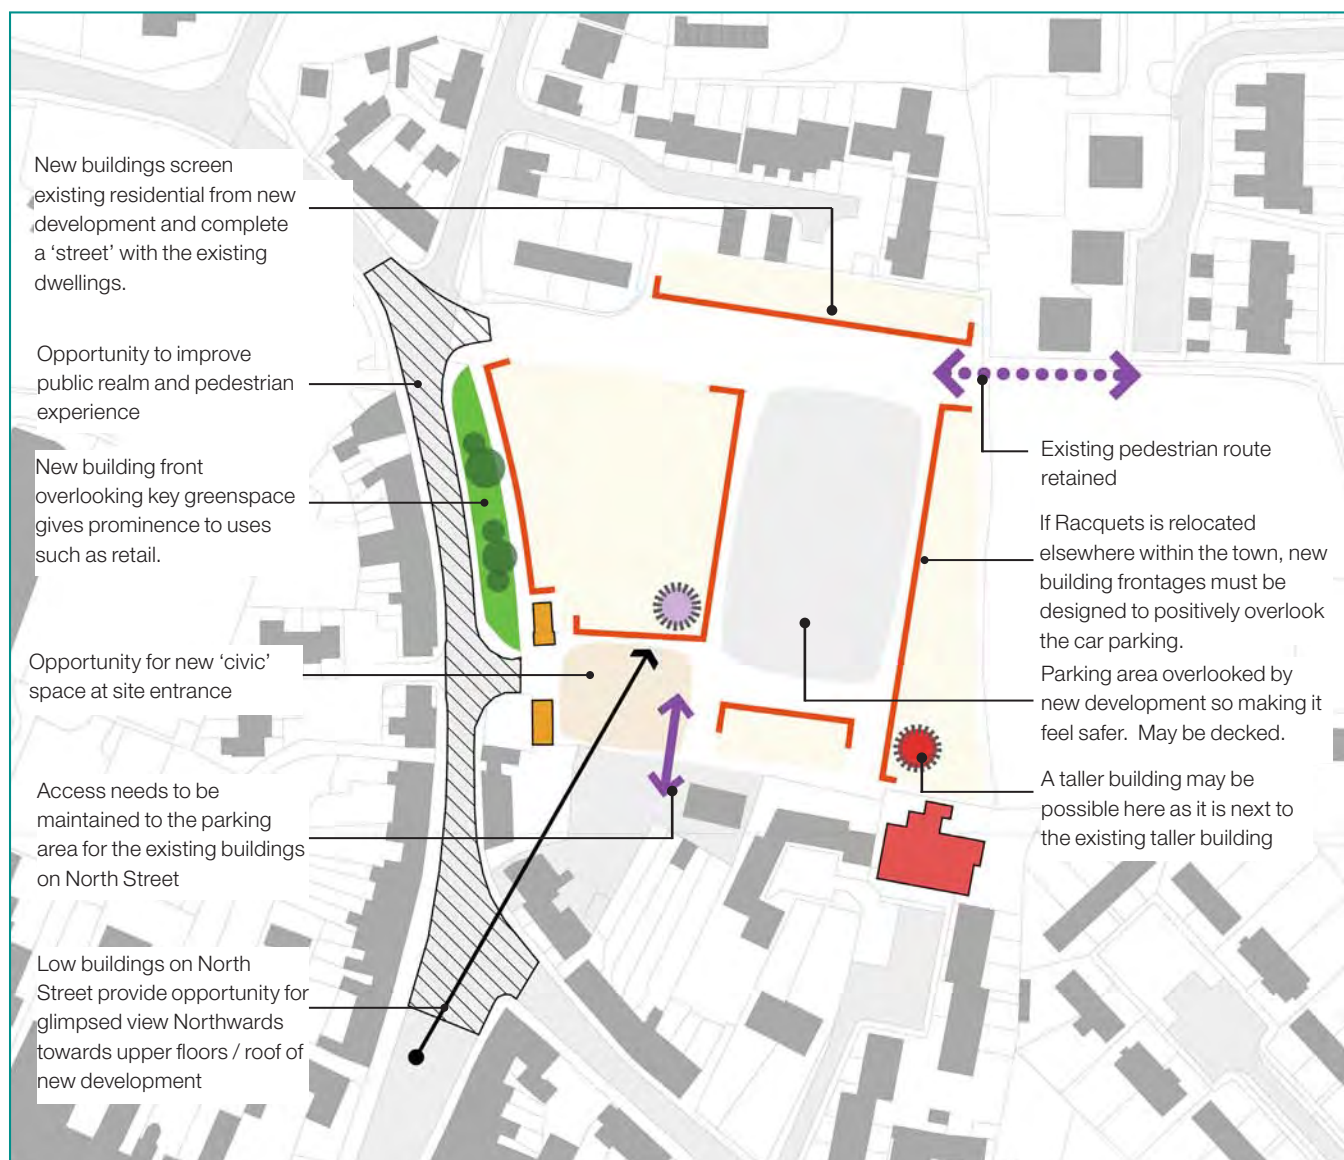 New buildings screen
existing residential from new
development and complete
a ‘street’ with the existing
dwellings.
Opportunity to improve
public realm and pedestrian
experience
New building front
overlooking key greenspace
gives prominence to uses
such as retail.
Opportunity for new ‘civic’
space at site entrance
Access needs to be
maintained to the parking
area for the existing buildings
on North Street
Low buildings on North
Street provide opportunity for
glimpsed view Northwards
towards upper floors / roof of
new development
Existing pedestrian route
retained
If Racquets is relocated
elsewhere within the town, new
building frontages must be
designed to positively overlook
the car parking.
Parking area overlooked by
new development so making it
feel safer. May be decked.
A taller building may be
possible here as it is next to
the existing taller building